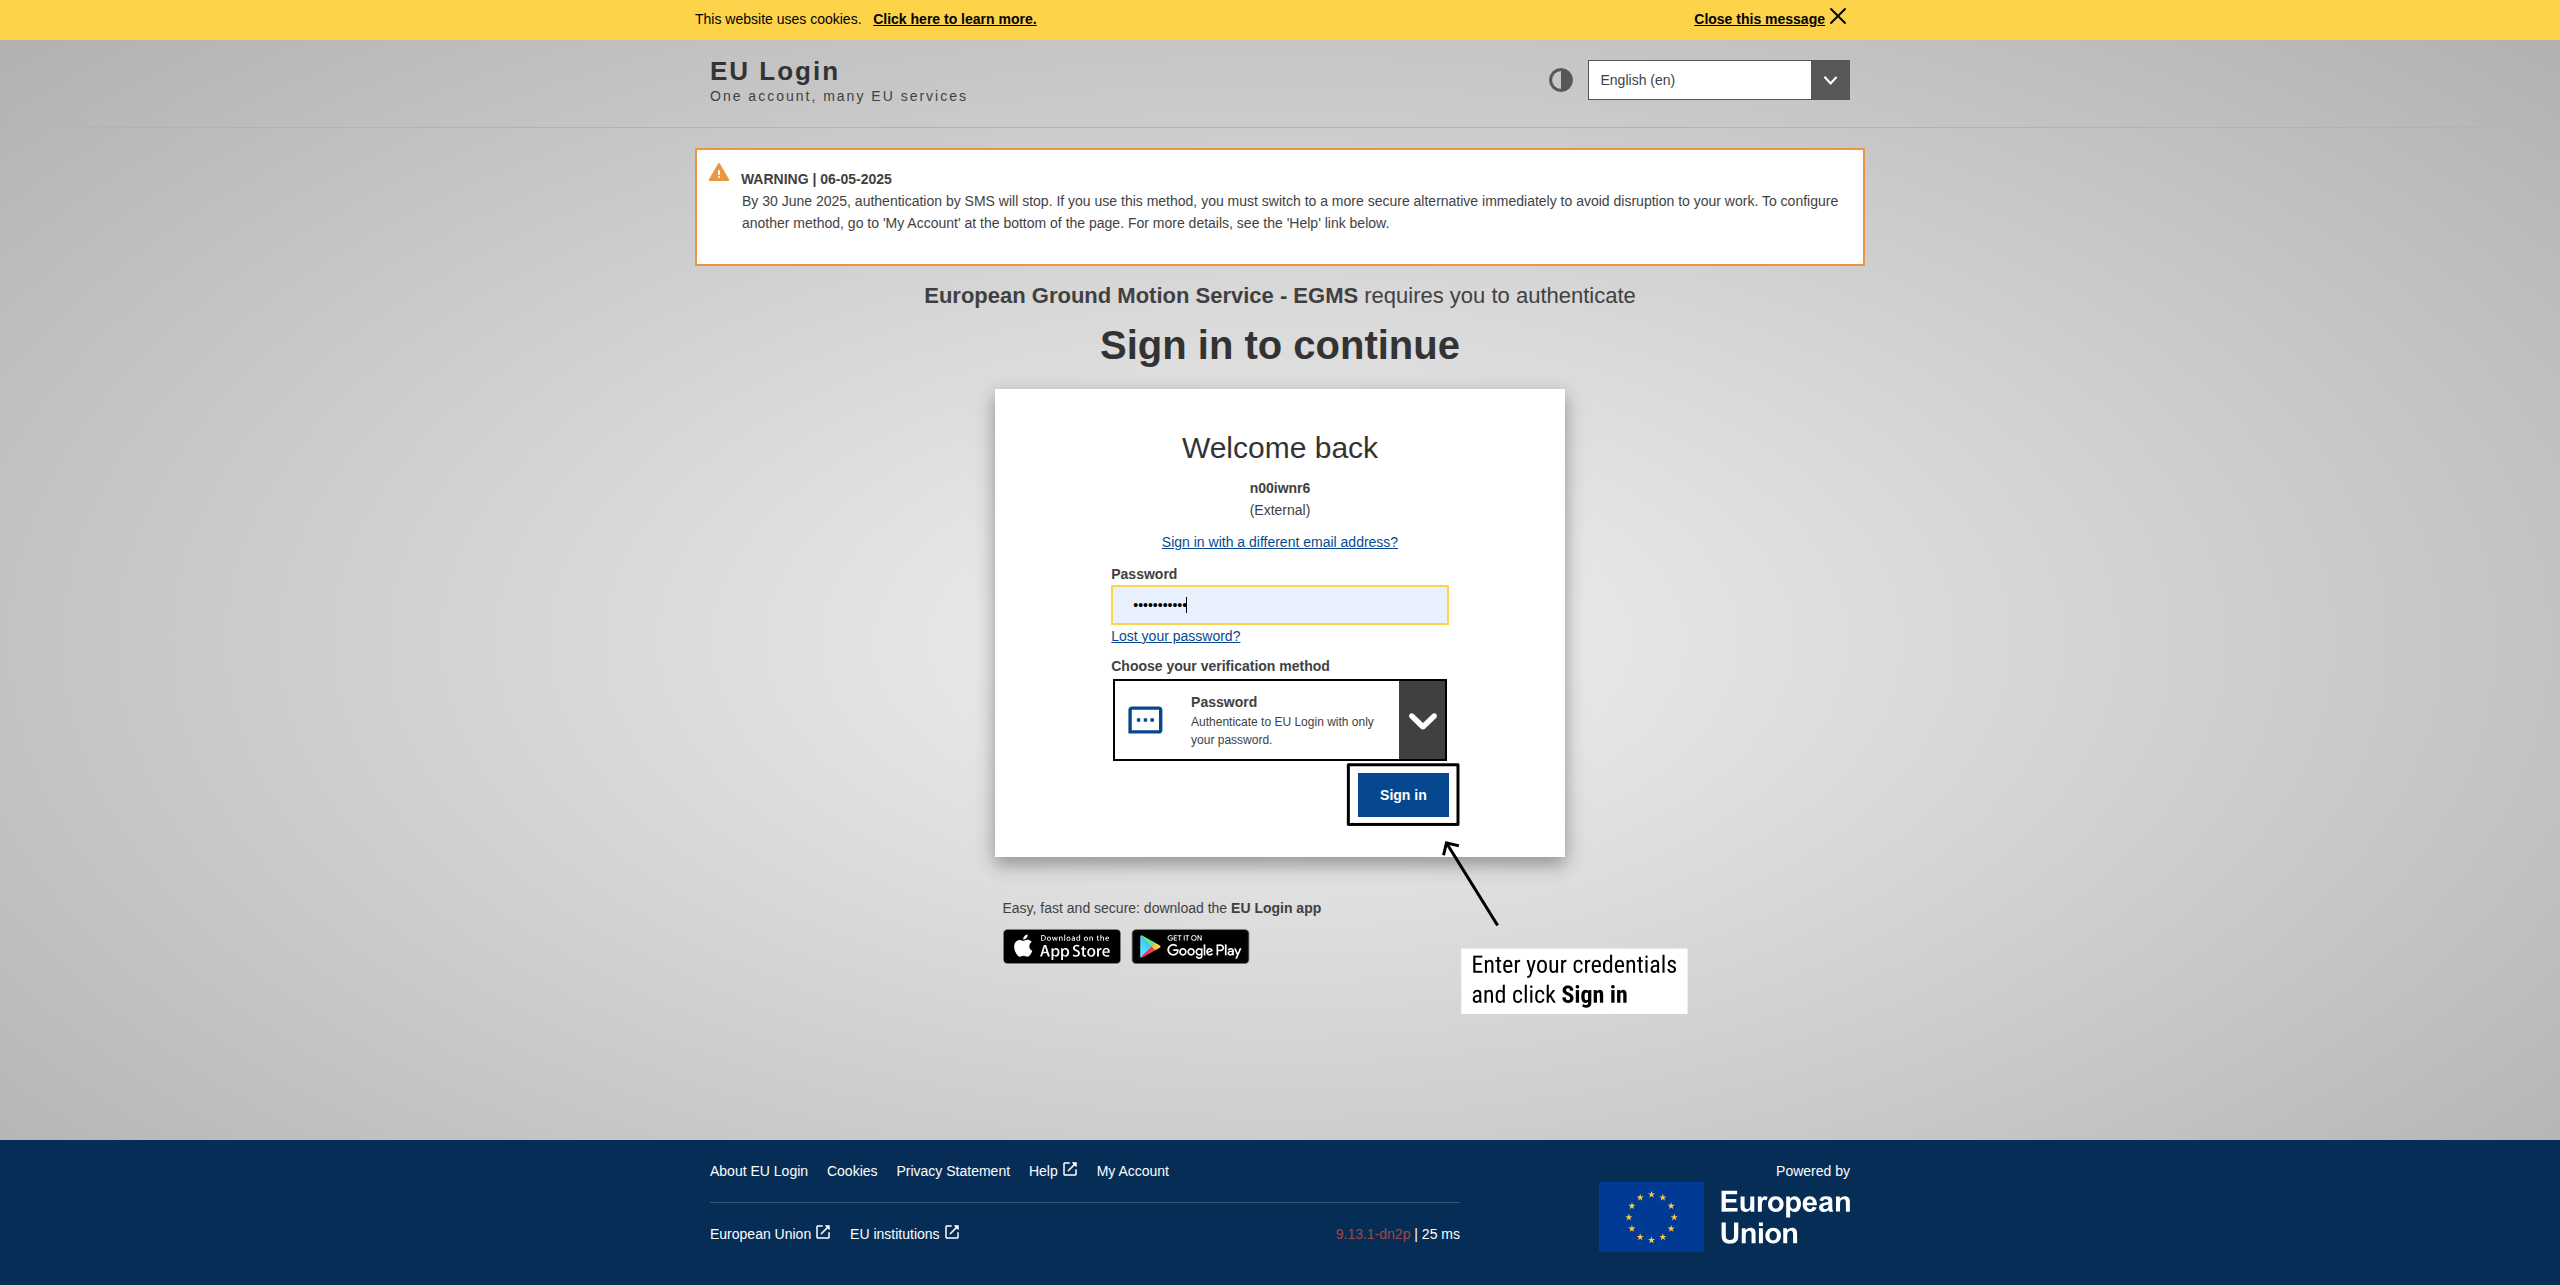 This website uses cookies. Click here to learn more.
Close this message
EU Login
One account, many EU services
English (en)
WARNING | 06-05-2025
By 30 June 2025, authentication by SMS will stop. If you use this method, you must switch to a more secure alternative immediately to avoid disruption to your work. To configure
another method, go to 'My Account' at the bottom of the page. For more details, see the 'Help' link below.
European Ground Motion Service - EGMS requires you to authenticate
Sign in to continue
Welcome back
n00iwnr6
(External)
Sign in with a different email address?
Password
•••••••••••
Lost your password?
Choose your verification method
Password
Authenticate to EU Login with only
your password.
Sign in
Easy, fast and secure: download the EU Login app
Download on the
App Store
GET IT ON
Google Play
Enter your credentials
and click Sign in
About EU Login Cookies Privacy Statement Help My Account
Powered by
European
Union
European Union EU institutions
9.13.1-dn2p | 25 ms